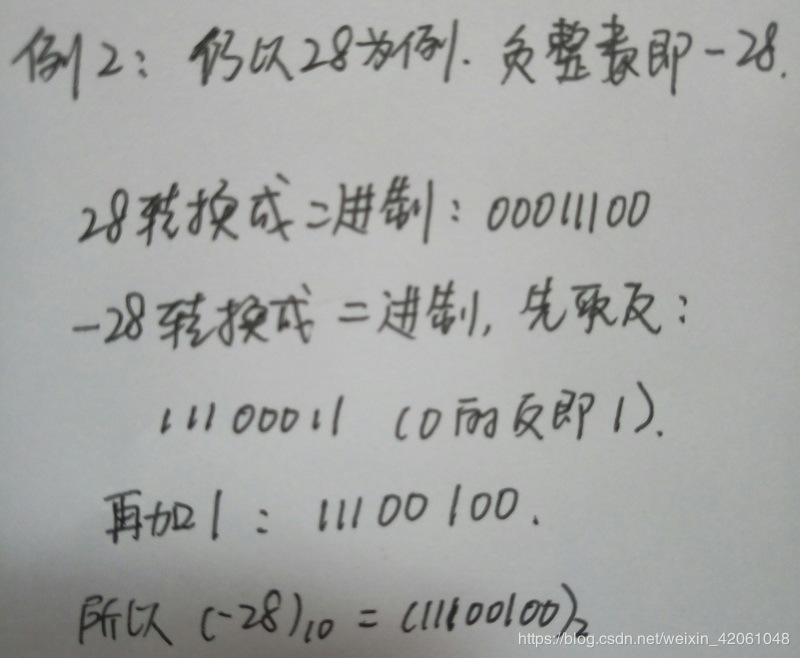 例2：仍以28为例. 负整数即-28.
28转换成二进制：00011100
-28转换成二进制, 先取反：
11100011 (0的反即1).
再加1：11100100.
所以 (-28)10 = (11100100)2
https://blog.csdn.net/weixin_42061048